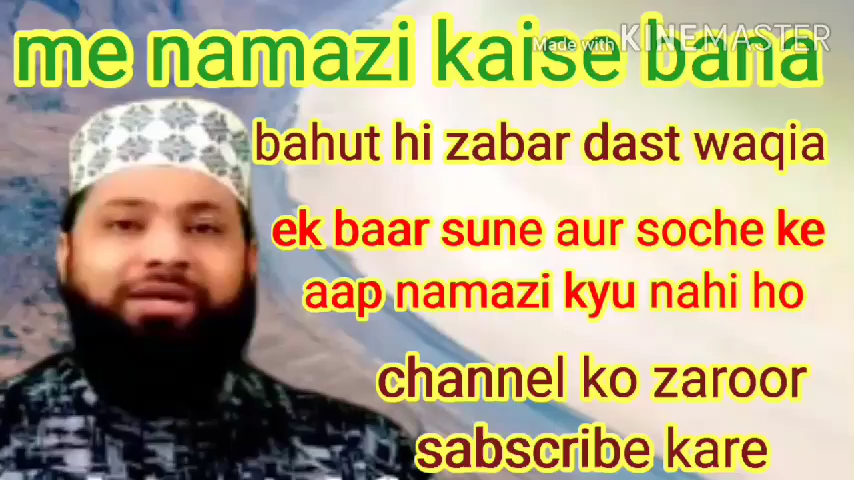 me namazi kaise bana
Made with KINEMASTER
bahut hi zabar dast waqia
ek baar sune aur soche ke
aap namazi kyu nahi ho
channel ko zaroor
sabscribe kare